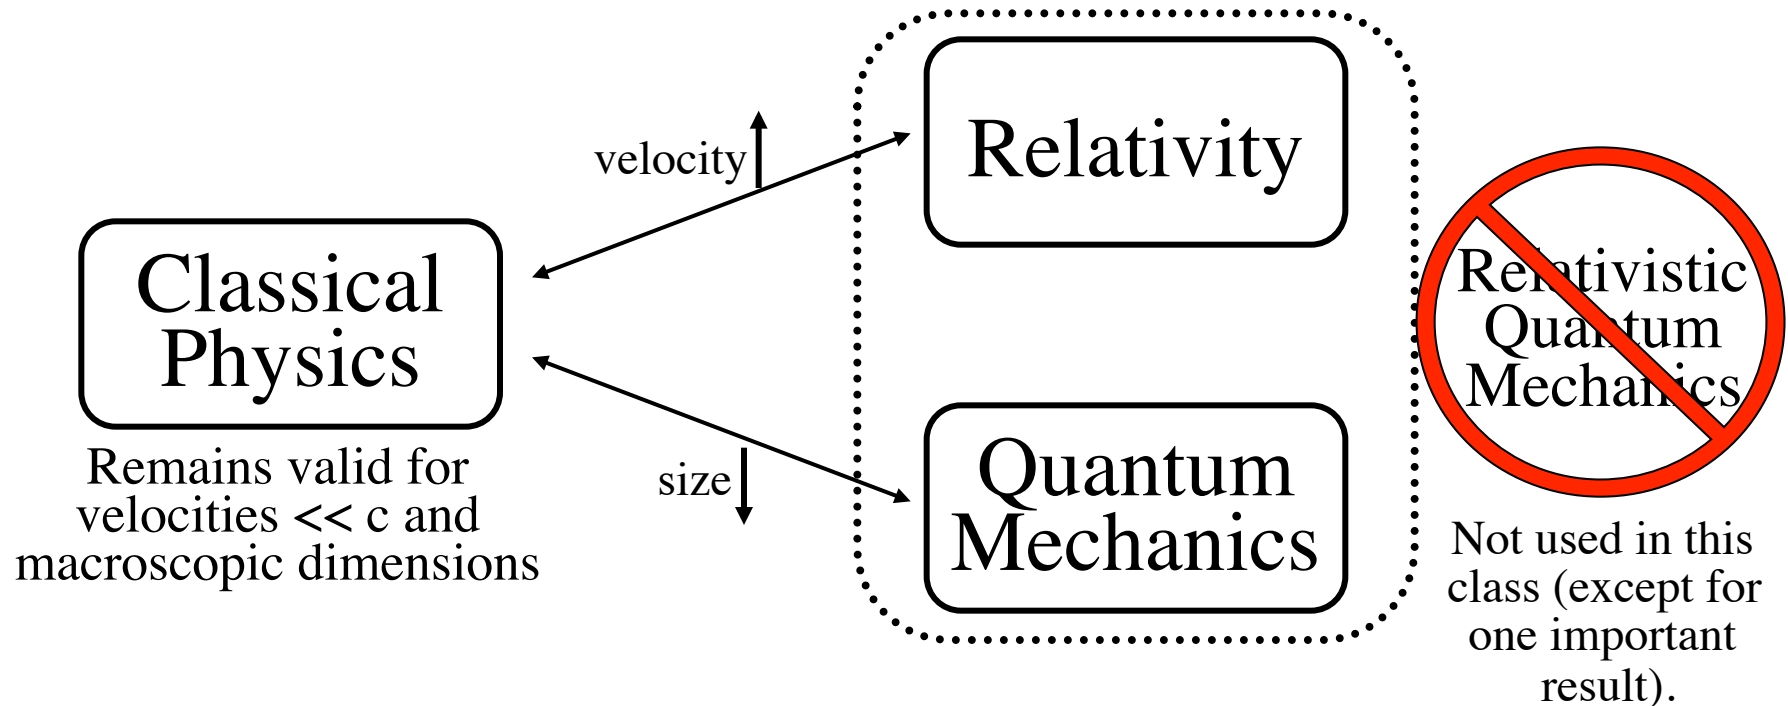 velocity
Relativity
Classical
Physics
Relativistic
Quantum
Mechanics
Remains valid for
velocities << c and
macroscopic dimensions
size
Quantum
Mechanics
Not used in this
class (except for
one important
result).